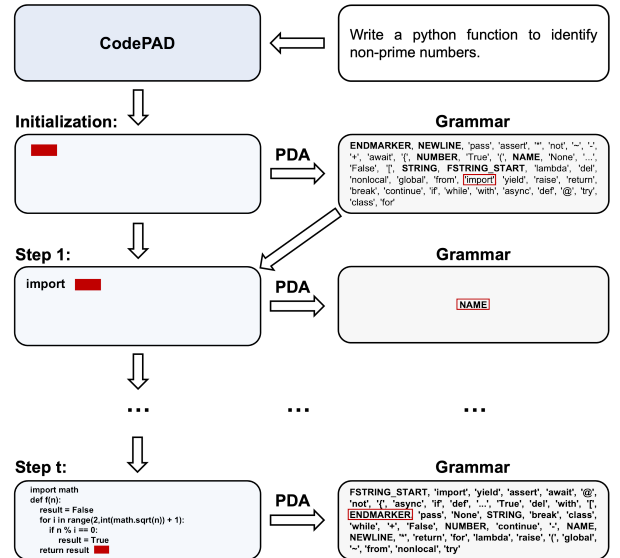 CodePAD
Write a python function to identify
non-prime numbers.
Initialization:
PDA
Grammar
ENDMARKER, NEWLINE, 'pass', 'assert', '*', 'not', '~', '-',
'+', 'await', '{', NUMBER, 'True', '(', NAME, 'None', '...',
'False', '[', STRING, FSTRING_START, 'lambda', 'del',
'nonlocal', 'global', 'from', 'import', 'yield', 'raise', 'return',
'break', 'continue', 'if', 'while', 'with', 'async', 'def', '@', 'try',
'class', 'for'
Step 1:
import
PDA
Grammar
NAME
...
...
...
Step t:
import math
def f(n):
result = False
for i in range(2,int(math.sqrt(n)) + 1):
if n % i == 0:
result = True
return result
PDA
Grammar
FSTRING_START, 'import', 'yield', 'assert', 'await', '@',
'not', '{', 'async', 'if', 'def', '...', 'True', 'del', 'with', '[',
ENDMARKER, 'pass', 'None', STRING, 'break', 'class',
'while', '+', 'False', NUMBER, 'continue', '-', NAME,
NEWLINE, '*', 'return', 'for', 'lambda', 'raise', '(', 'global',
'~', 'from', 'nonlocal', 'try'